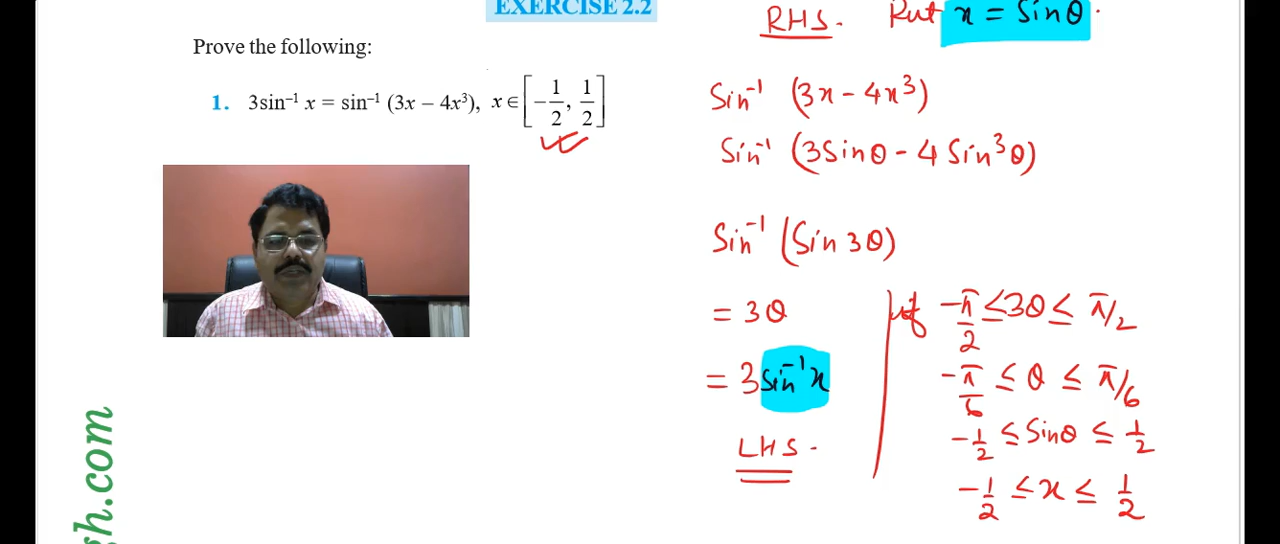 EXERCISE 2.2
Prove the following:
1. 3sin⁻¹ x = sin⁻¹ (3x – 4x³), x ∈ [–1/2, 1/2]
RHS. Put x = Sinθ.
Sin⁻¹ (3x – 4x³)
Sin⁻¹ (3Sinθ – 4 Sin³θ)
Sin⁻¹ (Sin 3θ)
= 3θ
= 3 Sin⁻¹x
LHS.
if –π/2 ≤ 3θ ≤ π/2
–π/6 ≤ θ ≤ π/6
–1/2 ≤ Sinθ ≤ 1/2
–1/2 ≤ x ≤ 1/2
gh.com